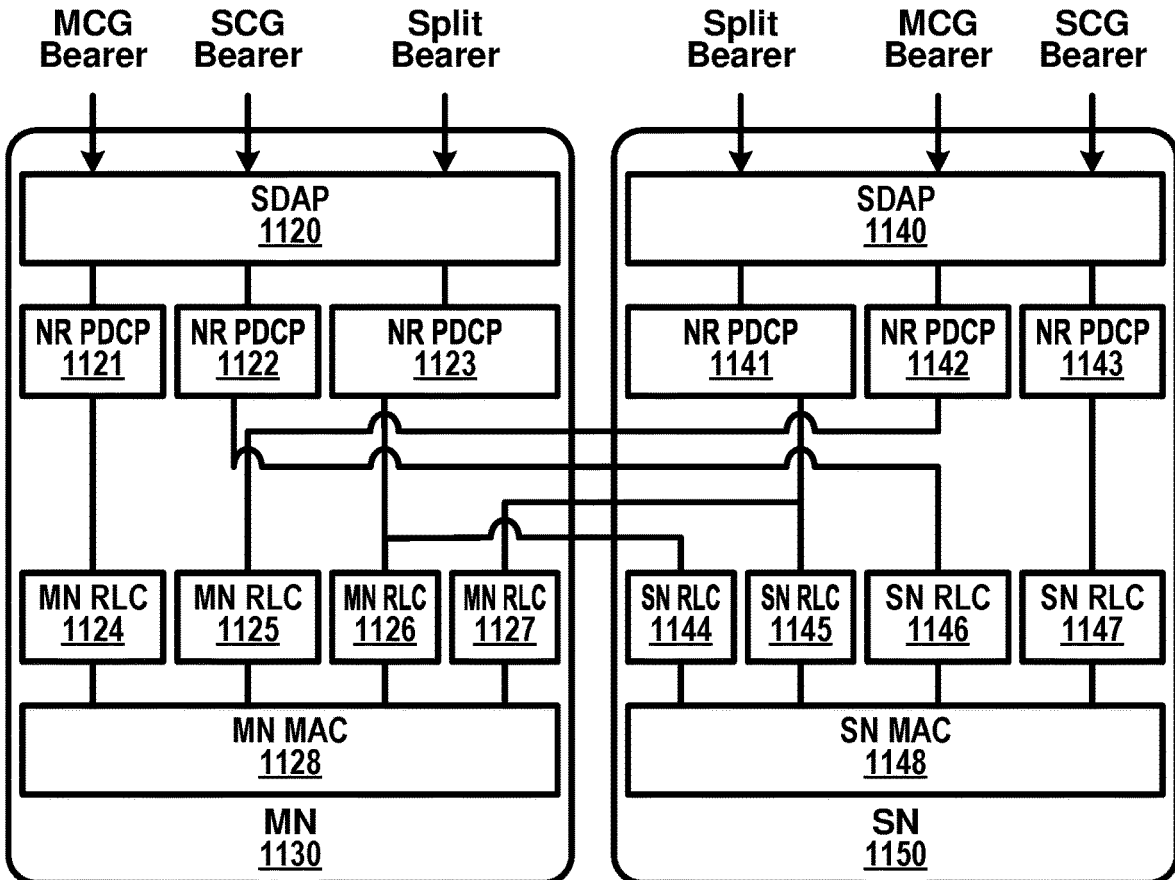 MCG Bearer
SCG Bearer
Split Bearer
Split Bearer
MCG Bearer
SCG Bearer
SDAP
1120
SDAP
1140
NR PDCP
1121
NR PDCP
1122
NR PDCP
1123
NR PDCP
1141
NR PDCP
1142
NR PDCP
1143
MN RLC
1124
MN RLC
1125
MN RLC
1126
MN RLC
1127
SN RLC
1144
SN RLC
1145
SN RLC
1146
SN RLC
1147
MN MAC
1128
SN MAC
1148
MN
1130
SN
1150